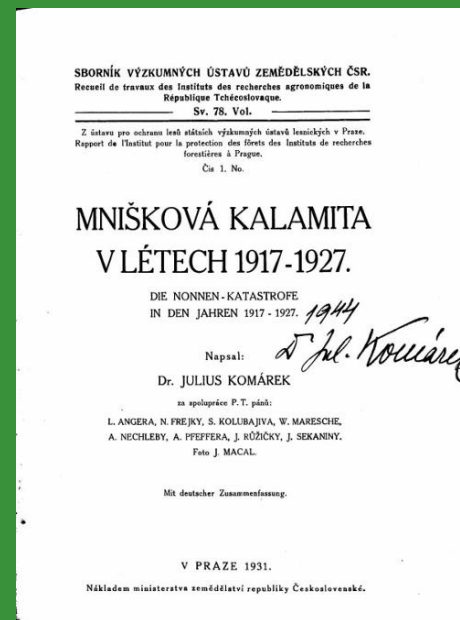 SBORNÍK VÝZKUMNÝCH ÚSTAVŮ ZEMĚDĚLSKÝCH ČSR.
Recueil de travaux des Instituts des recherches agronomiques de la
République Tchécoslovaque.
Sv. 78. Vol.
Z ústavu pro ochranu lesů státních výzkumných ústavů lesnických v Praze.
Rapport de l'Institut pour la protection des fôrets des Instituts de recherches
forestières à Prague.
Čís 1. No.
MNIŠKOVÁ KALAMITA
V LÉTECH 1917-1927.
DIE NONNEN-KATASTROFE
IN DEN JAHREN 1917 - 1927.
1944
Dr Jul. Komárek
Napsal:
Dr. JULIUS KOMÁREK
za spolupráce P. T. pánů:
L. ANGERA, N. FREJKY, S. KOLUBAJIVA, W. MARESCHE,
A. NECHLEBY, A. PFEFFERA, J. RŮŽIČKY, J. SEKANINY.
Foto J. MACAL.
Mit deutscher Zusammenfassung.
V PRAZE 1931.
Nákladem ministerstva zemědělství republiky Československé.